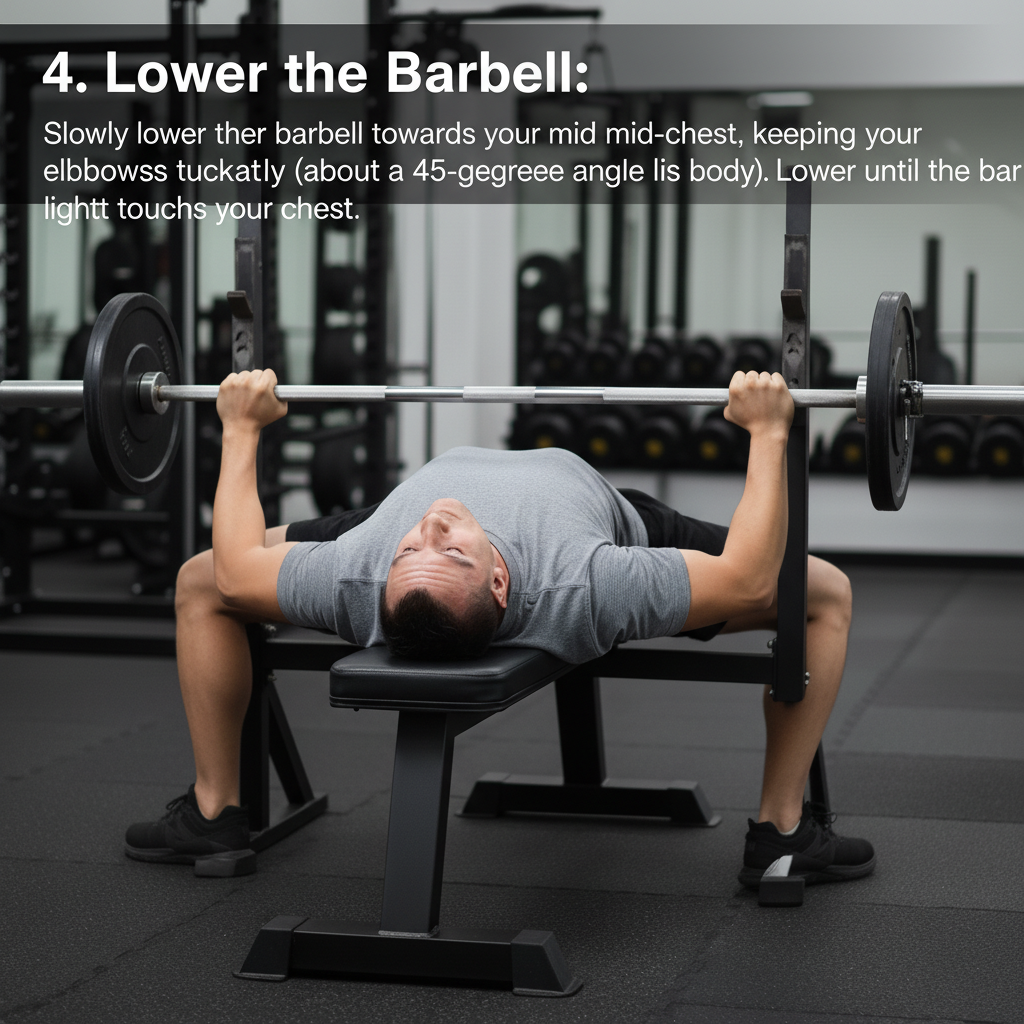 4. Lower the Barbell:
Slowly lower ther barbell towards your mid mid-chest, keeping your
elbbowss tuckatly (about a 45-gegreee angle lis body). Lower until the bar
lightt touchs your chest.